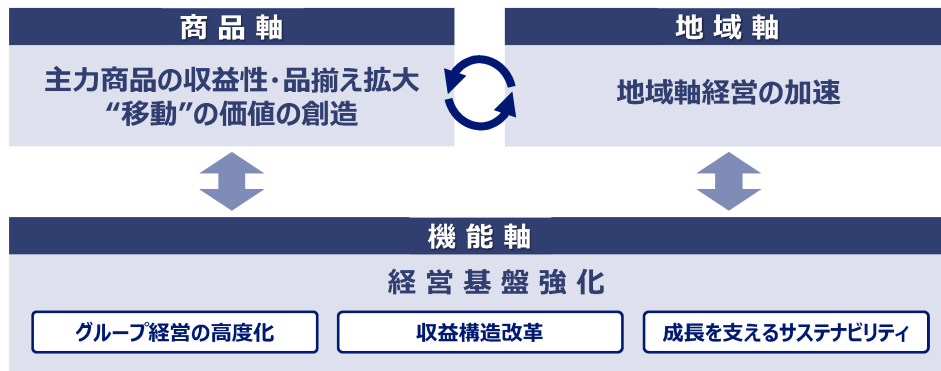 商品軸
主力商品の収益性･品揃え拡大
“移動”の価値の創造
地域軸
地域軸経営の加速
機能軸
経営基盤強化
グループ経営の高度化
収益構造改革
成長を支えるサステナビリティ